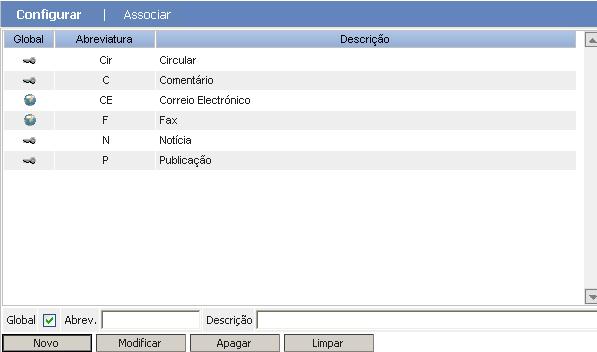 Configurar | Associar
Global Abreviatura Descrição
Cir Circular
C Comentário
CE Correio Electrónico
F Fax
N Notícia
P Publicação
Global Abrev. Descrição
Novo Modificar Apagar Limpar